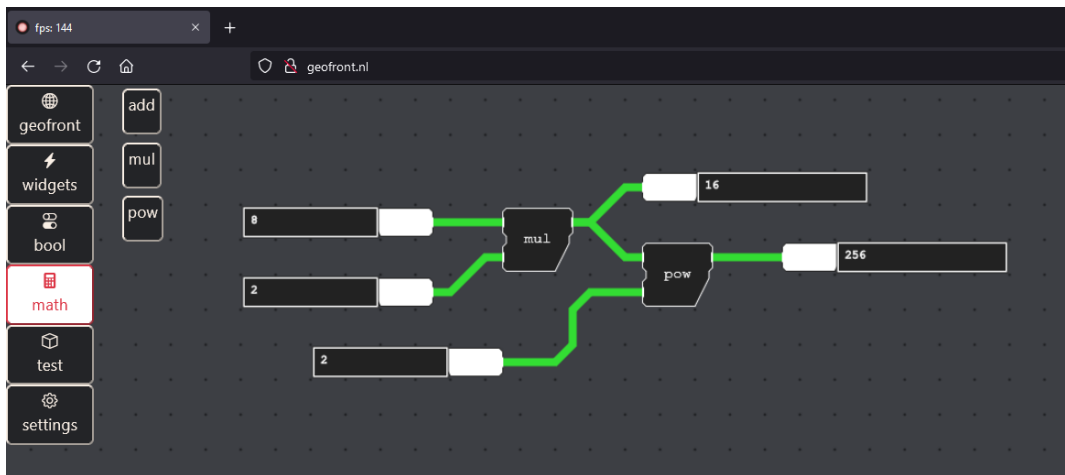 fps: 144
geofront.nl
geofront
widgets
bool
math
test
settings
add
mul
pow
8
2
2
mul
pow
16
256